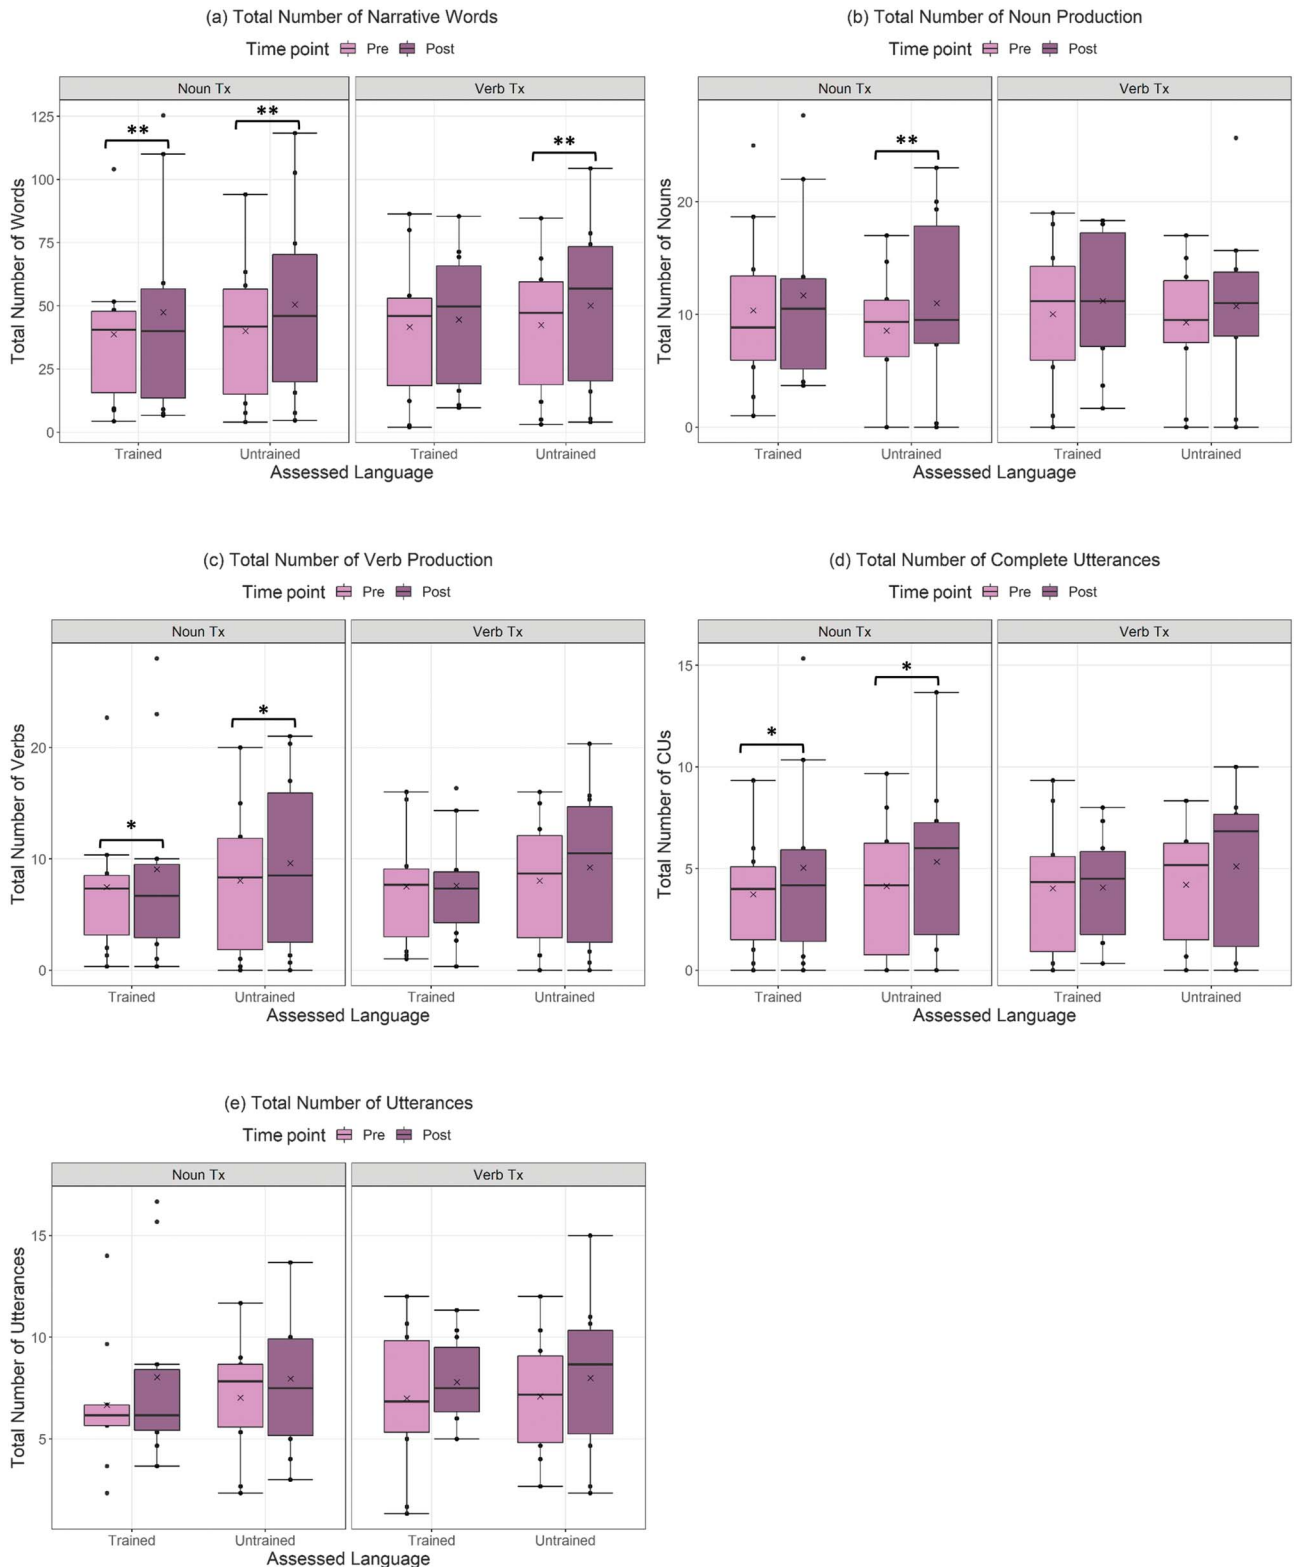 (a) Total Number of Narrative Words
Time point Pre Post
Noun Tx Verb Tx
** ** **
125
100
75
50
25
0
Total Number of Words
Trained Untrained Trained Untrained
Assessed Language
(b) Total Number of Noun Production
Time point Pre Post
Noun Tx Verb Tx
**
20
10
0
Total Number of Nouns
Trained Untrained Trained Untrained
Assessed Language
(c) Total Number of Verb Production
Time point Pre Post
Noun Tx Verb Tx
* *
20
10
0
Total Number of Verbs
Trained Untrained Trained Untrained
Assessed Language
(d) Total Number of Complete Utterances
Time point Pre Post
Noun Tx Verb Tx
* *
15
10
5
0
Total Number of CUs
Trained Untrained Trained Untrained
Assessed Language
(e) Total Number of Utterances
Time point Pre Post
Noun Tx Verb Tx
15
10
5
Total Number of Utterances
Trained Untrained Trained Untrained
Assessed Language